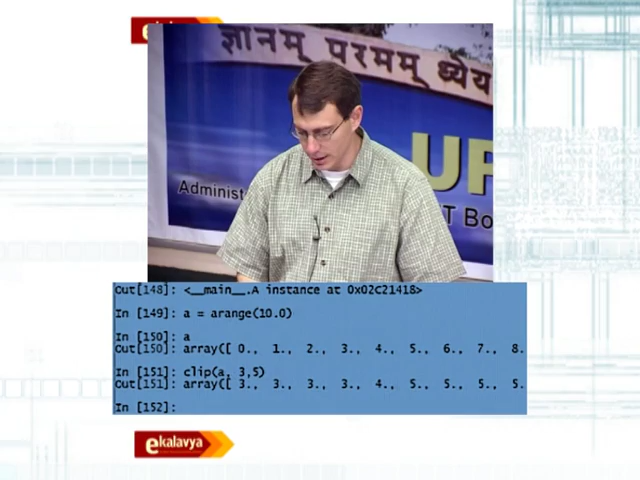 ज्ञानम् परमम् ध्येय
UF
Administ
T Bo
Out[148]: <__main__.A instance at 0x02C21418>
In [149]: a = arange(10.0)
In [150]: a
Out[150]: array([ 0., 1., 2., 3., 4., 5., 6., 7., 8.
In [151]: clip(a, 3,5)
Out[151]: array([ 3., 3., 3., 3., 4., 5., 5., 5., 5.
In [152]:
ekalavya